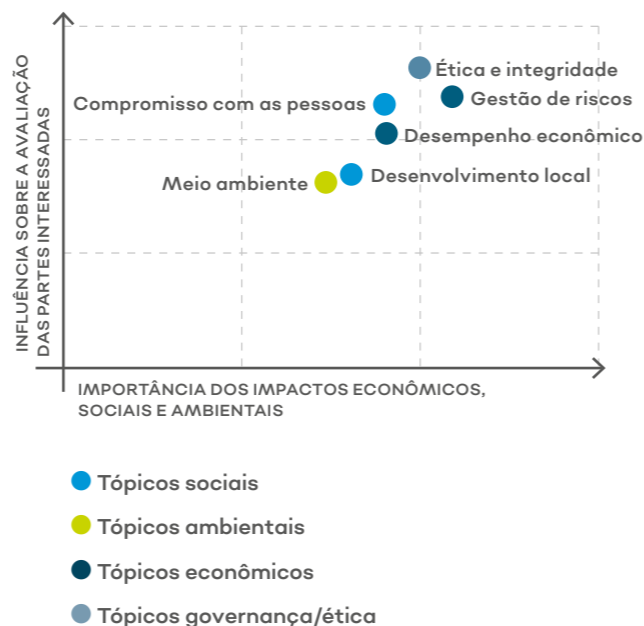 INFLUÊNCIA SOBRE A AVALIAÇÃO
DAS PARTES INTERESSADAS
Ética e integridade
Gestão de riscos
Compromisso com as pessoas
Desempenho econômico
Desenvolvimento local
Meio ambiente
IMPORTÂNCIA DOS IMPACTOS ECONÔMICOS,
SOCIAIS E AMBIENTAIS
Tópicos sociais
Tópicos ambientais
Tópicos econômicos
Tópicos governança/ética